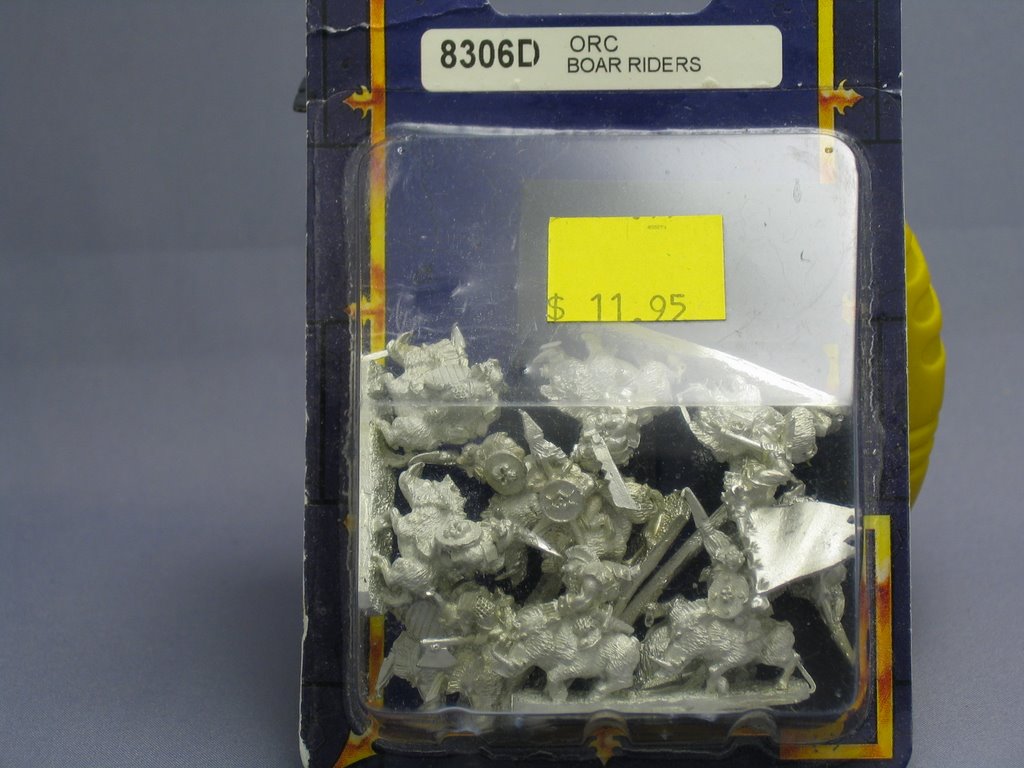 8306D
ORC
BOAR RIDERS
$ 11.95